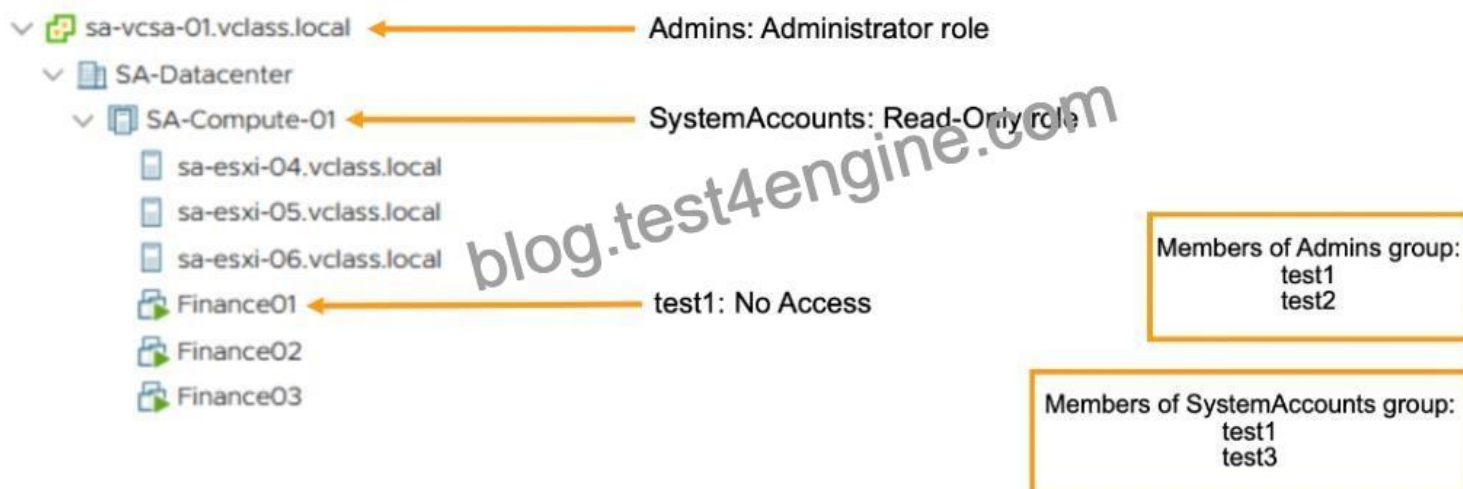 sa-vcsa-01.vclass.local
Admins: Administrator role
SA-Datacenter
SA-Compute-01
SystemAccounts: Read-Only role
sa-esxi-04.vclass.local
sa-esxi-05.vclass.local
sa-esxi-06.vclass.local
Finance01
test1: No Access
Finance02
Finance03
blog.test4engine.com
Members of Admins group:
test1
test2
Members of SystemAccounts group:
test1
test3